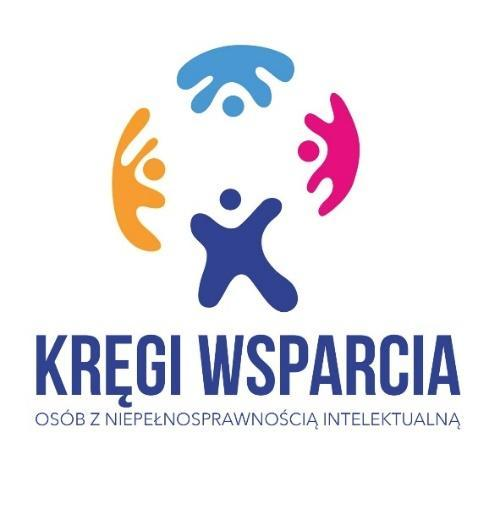 KRĘGI WSPARCIA
OSÓB Z NIEPEŁNOSPRAWNOŚCIĄ INTELEKTUALNĄ